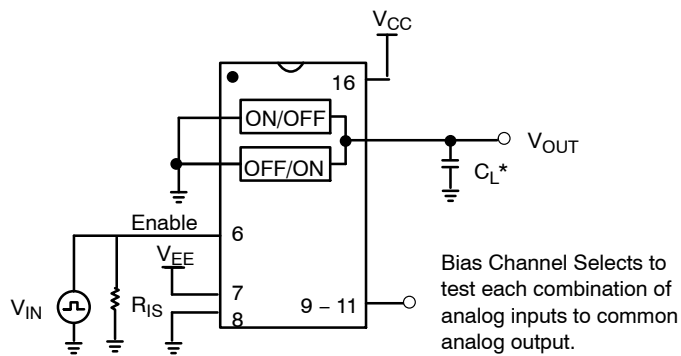 VCC
16
ON/OFF
VOUT
OFF/ON
CL*
Enable
6
VEE
VIN
RIS
7
8
9 – 11
Bias Channel Selects to
test each combination of
analog inputs to common
analog output.